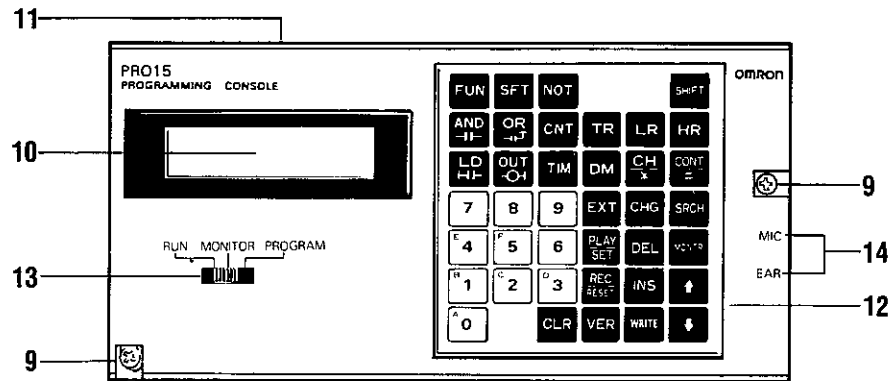 11
PRO15
PROGRAMMING CONSOLE
OMRON
FUN SFT NOT SHIFT
AND OR CNT TR LR HR
LD OUT TIM DM CH * CONT #
10
9
7 8 9 EXT CHG SRCH
RUN MONITOR PROGRAM
E 4 F 5 6 PLAY SET DEL MONTR
MIC
14
EAR
13
B 1 C 2 D 3 REC RESET INS ↑
12
A 0 CLR VER WRITE ↓
9